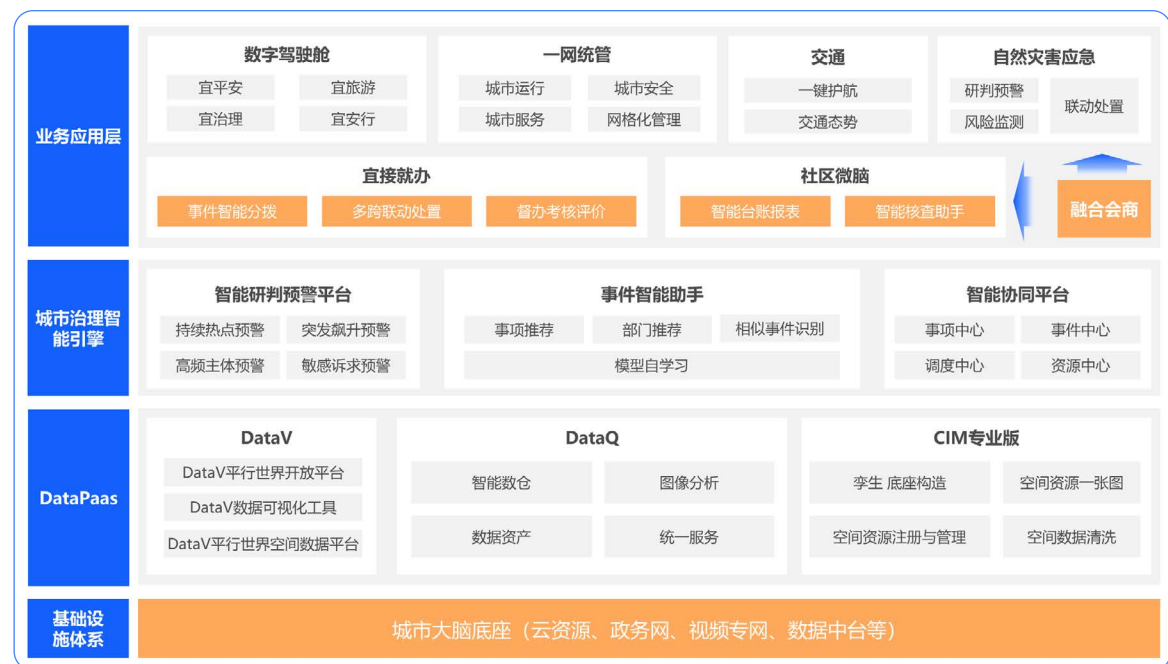 业务应用层
数字驾驶舱
宜平安
宜旅游
宜治理
宜安行
一网统管
城市运行
城市安全
城市服务
网格化管理
交通
一键护航
交通态势
自然灾害应急
研判预警
风险监测
联动处置
直接就办
事件智能分拨
多跨联动处置
督办考核评价
社区微脑
智能台账报表
智能核查助手
融合会商
城市治理智
能引擎
智能研判预警平台
持续热点预警
突发飙升预警
高频主体预警
敏感诉求预警
事件智能助手
事项推荐
部门推荐
相似事件识别
模型自学习
智能协同平台
事项中心
事件中心
调度中心
资源中心
DataPaas
DataV
DataV平行世界开放平台
DataV数据可视化工具
DataV平行世界空间数据平台
DataQ
智能数仓
图像分析
数据资产
统一服务
CIM专业版
孪生 底座构造
空间资源一张图
空间资源注册与管理
空间数据清洗
基础设
施体系
城市大脑底座（云资源、政务网、视频专网、数据中台等）